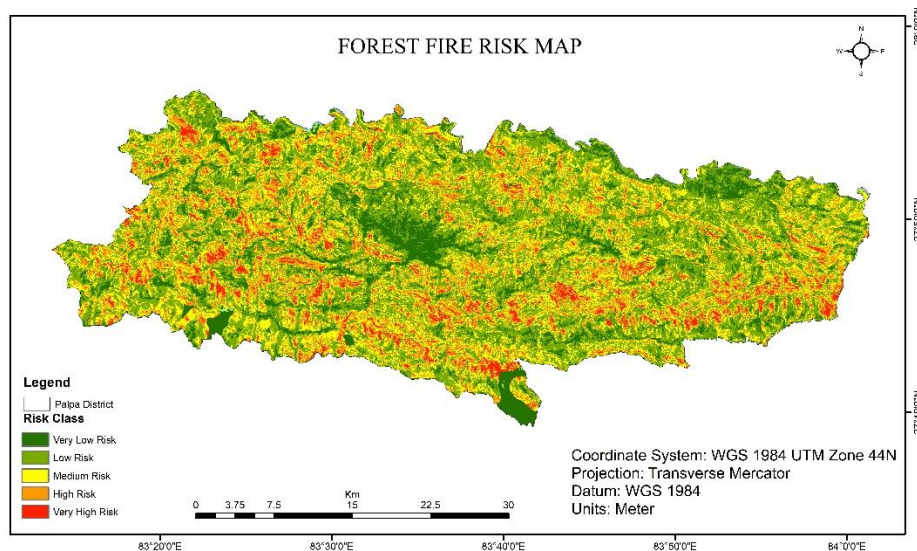 FOREST FIRE RISK MAP
N
W
E
Legend
Palpa District
Risk Class
Very Low Risk
Low Risk
Medium Risk
High Risk
Very High Risk
Km
0 3.75 7.5 15 22.5 30
Coordinate System: WGS 1984 UTM Zone 44N
Projection: Transverse Mercator
Datum: WGS 1984
Units: Meter
83°20'0"E 83°30'0"E 83°40'0"E 83°50'0"E 84°0'0"E